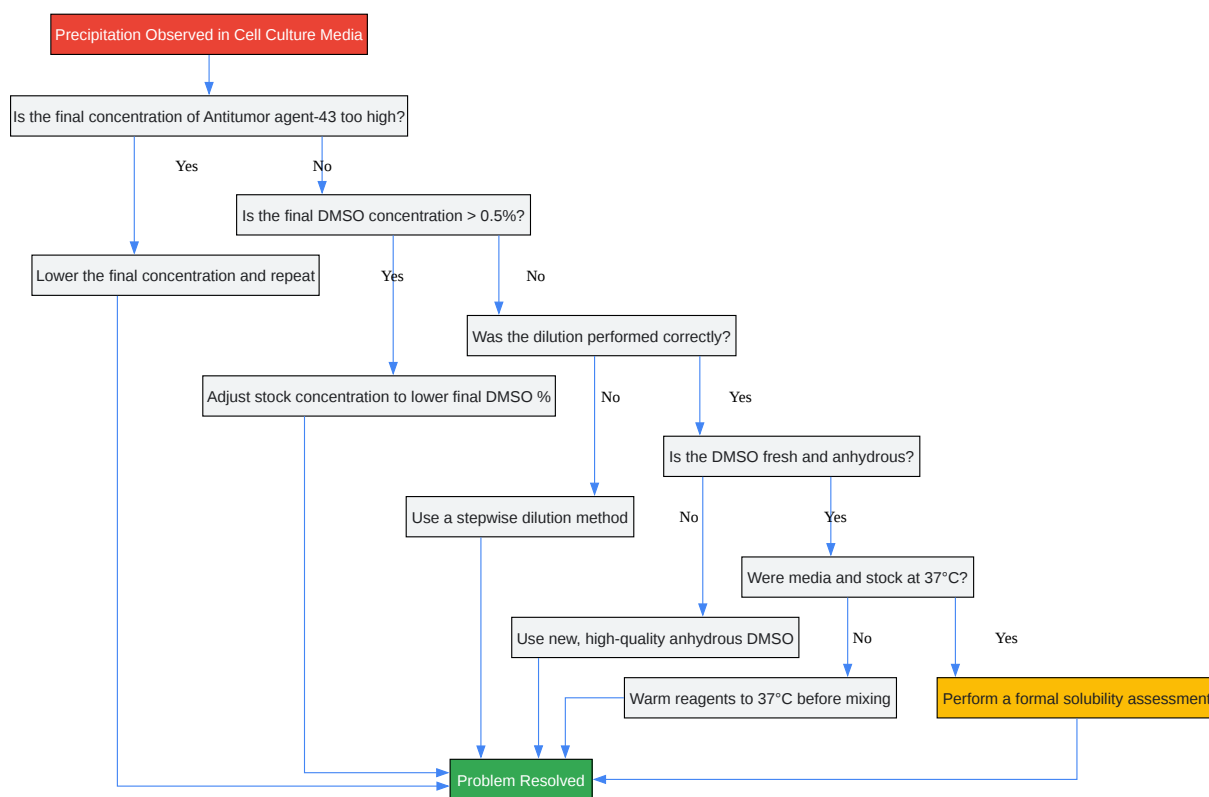 Precipitation Observed in Cell Culture Media
Is the final concentration of Antitumor agent-43 too high?
Yes
No
Is the final DMSO concentration > 0.5%?
Lower the final concentration and repeat
Yes
No
Was the dilution performed correctly?
Adjust stock concentration to lower final DMSO %
No
Yes
Is the DMSO fresh and anhydrous?
Use a stepwise dilution method
No
Yes
Were media and stock at 37°C?
Use new, high-quality anhydrous DMSO
No
Yes
Warm reagents to 37°C before mixing
Perform a formal solubility assessment
Problem Resolved